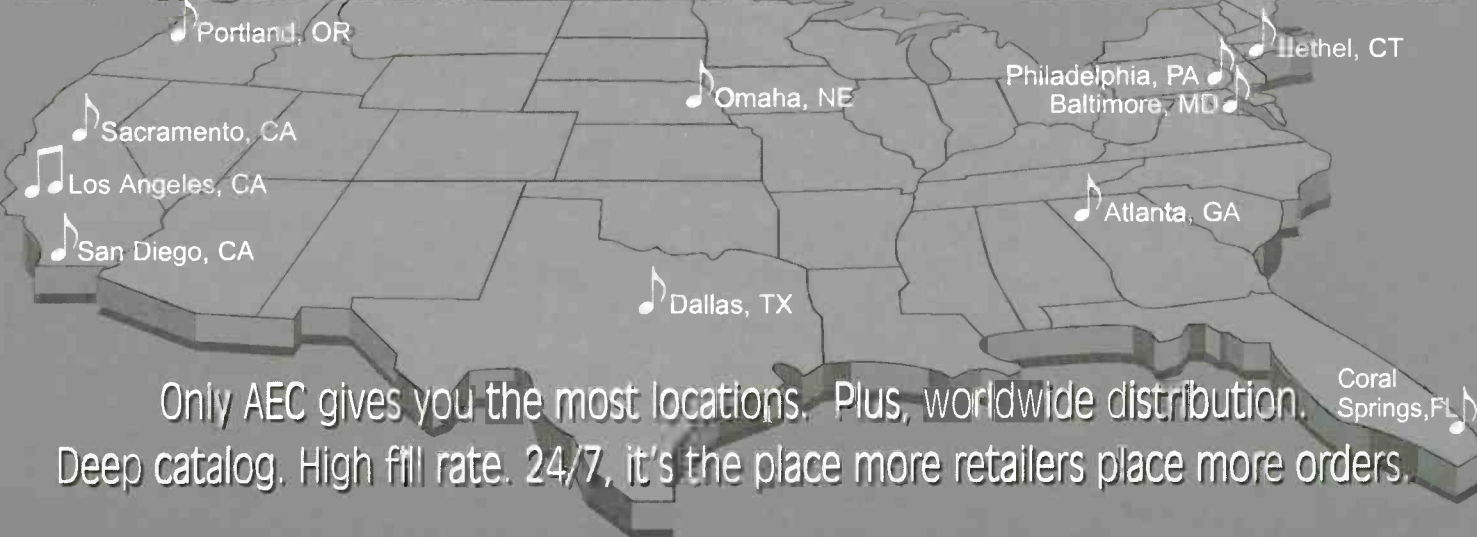 Portland, OR
Bethel, CT
Philadelphia, PA
Omaha, NE
Baltimore, MD
Sacramento, CA
Los Angeles, CA
Atlanta, GA
San Diego, CA
Dallas, TX
Coral
Springs,FL
Only AEC gives you the most locations. Plus, worldwide distribution.
Deep catalog. High fill rate. 24/7, it's the place more retailers place more orders.